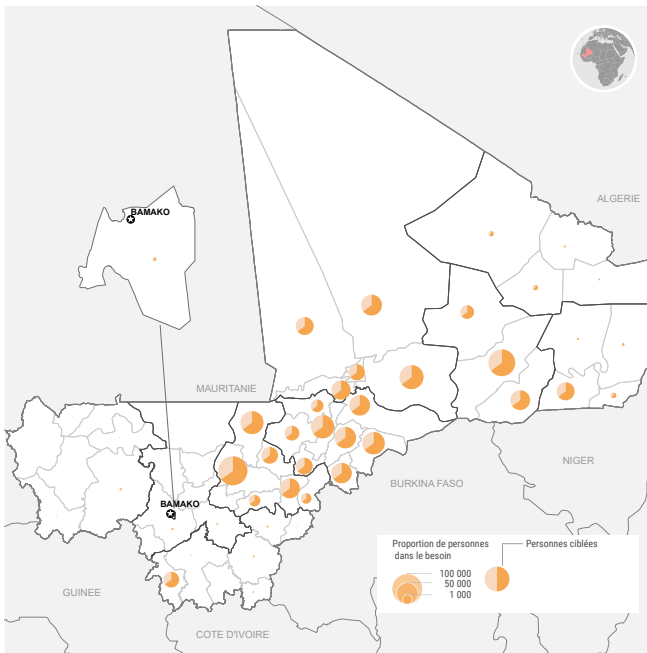 ALGERIE
BAMAKO
MAURITANIE
NIGER
BURKINA FASO
BAMAKO
GUINEE
COTE D'IVOIRE
Proportion de personnes
dans le besoin
100 000
50 000
1 000
Personnes ciblées